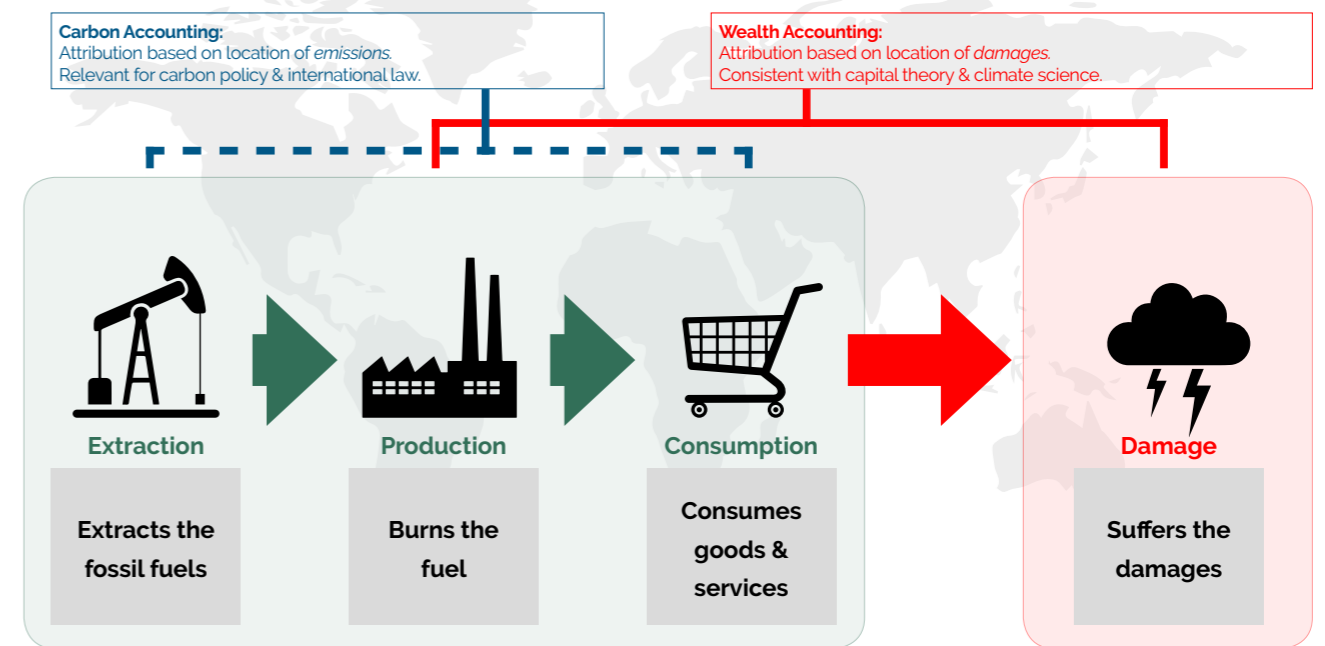 Carbon Accounting:
Attribution based on location of emissions.
Relevant for carbon policy & international law.
Wealth Accounting:
Attribution based on location of damages.
Consistent with capital theory & climate science.
Extraction
Production
Consumption
Damage
Extracts the
fossil fuels
Burns the
fuel
Consumes
goods &
services
Suffers the
damages